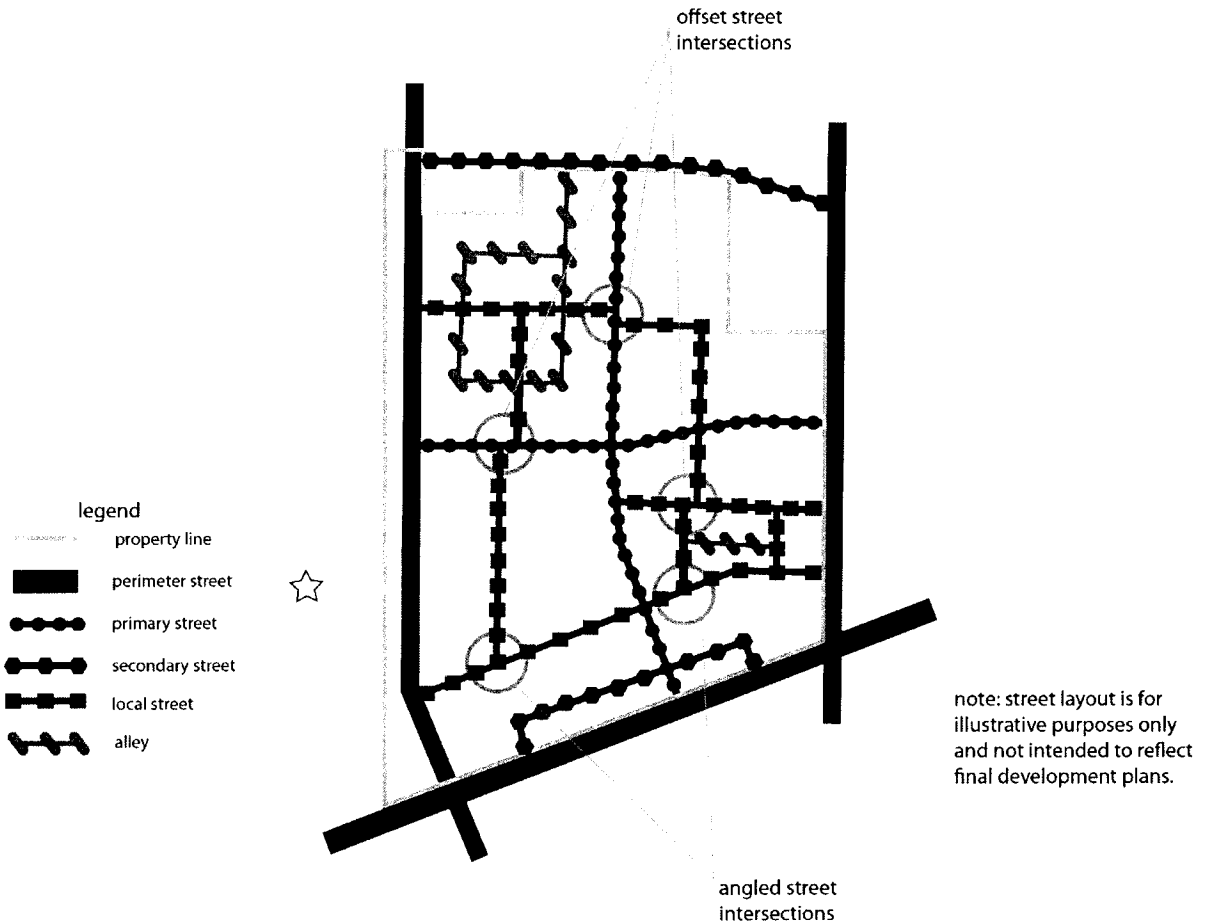 offset street
intersections
legend
property line
perimeter street
primary street
secondary street
local street
alley
note: street layout is for
illustrative purposes only
and not intended to reflect
final development plans.
angled street
intersections